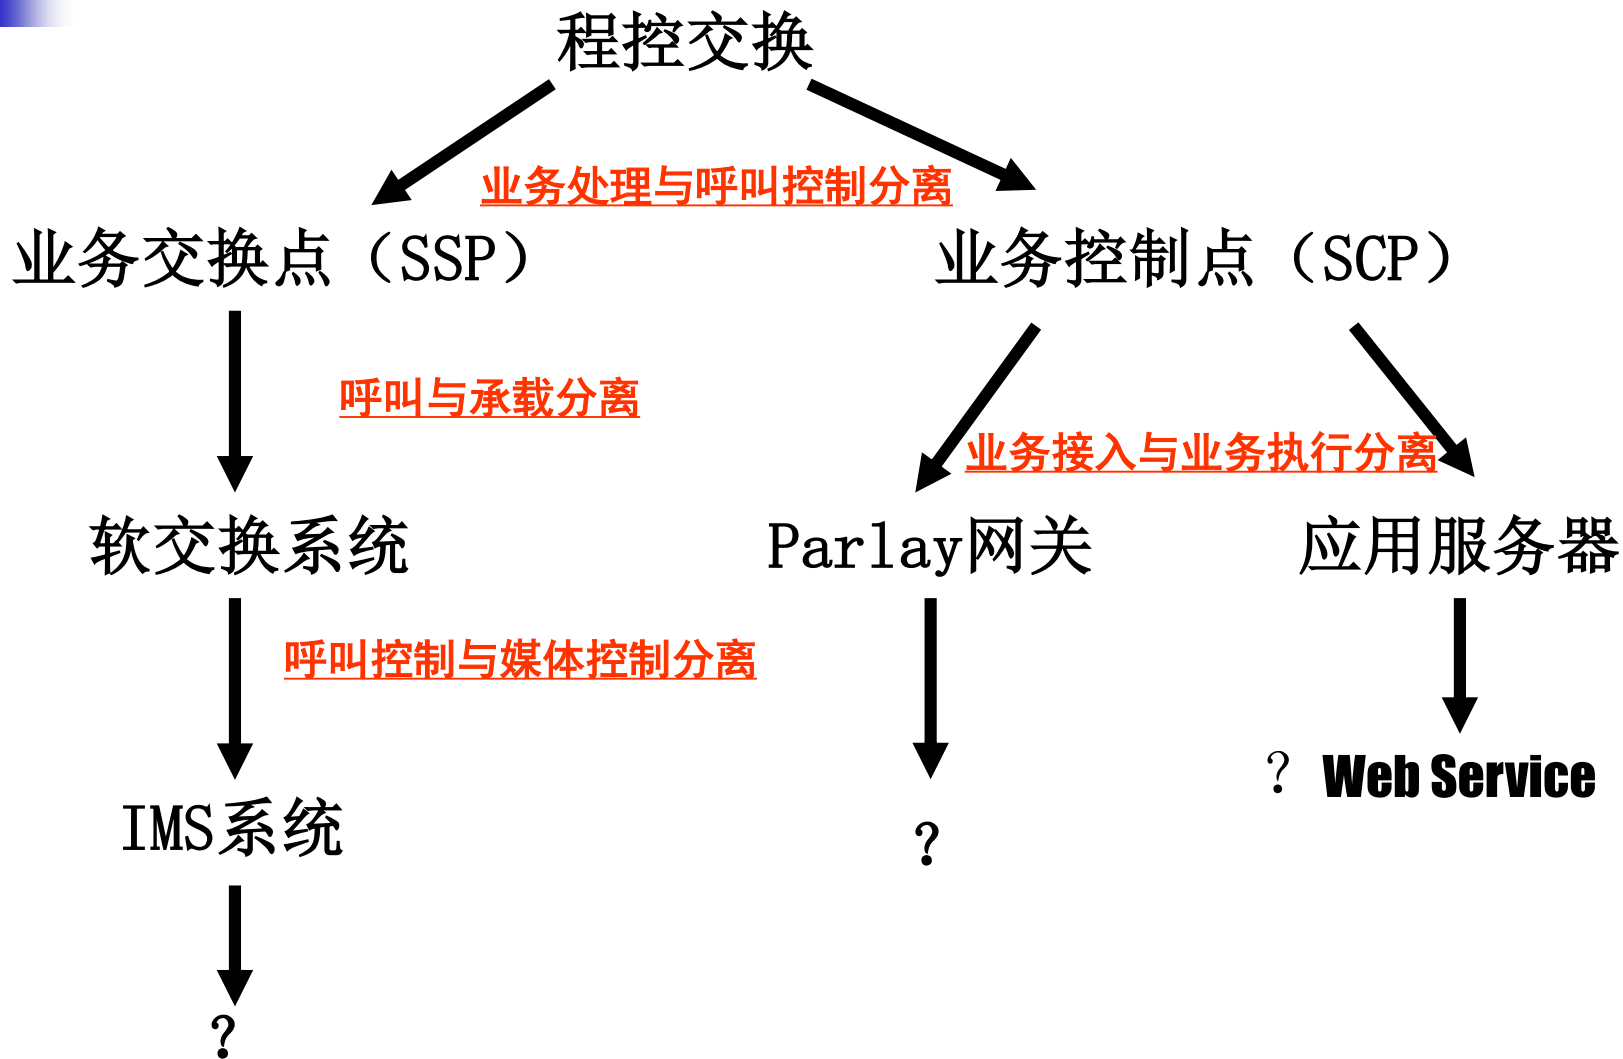 程控交换
业务处理与呼叫控制分离
业务交换点（SSP）
业务控制点（SCP）
呼叫与承载分离
业务接入与业务执行分离
软交换系统
Parlay网关
应用服务器
呼叫控制与媒体控制分离
？ Web Service
IMS系统
？
？